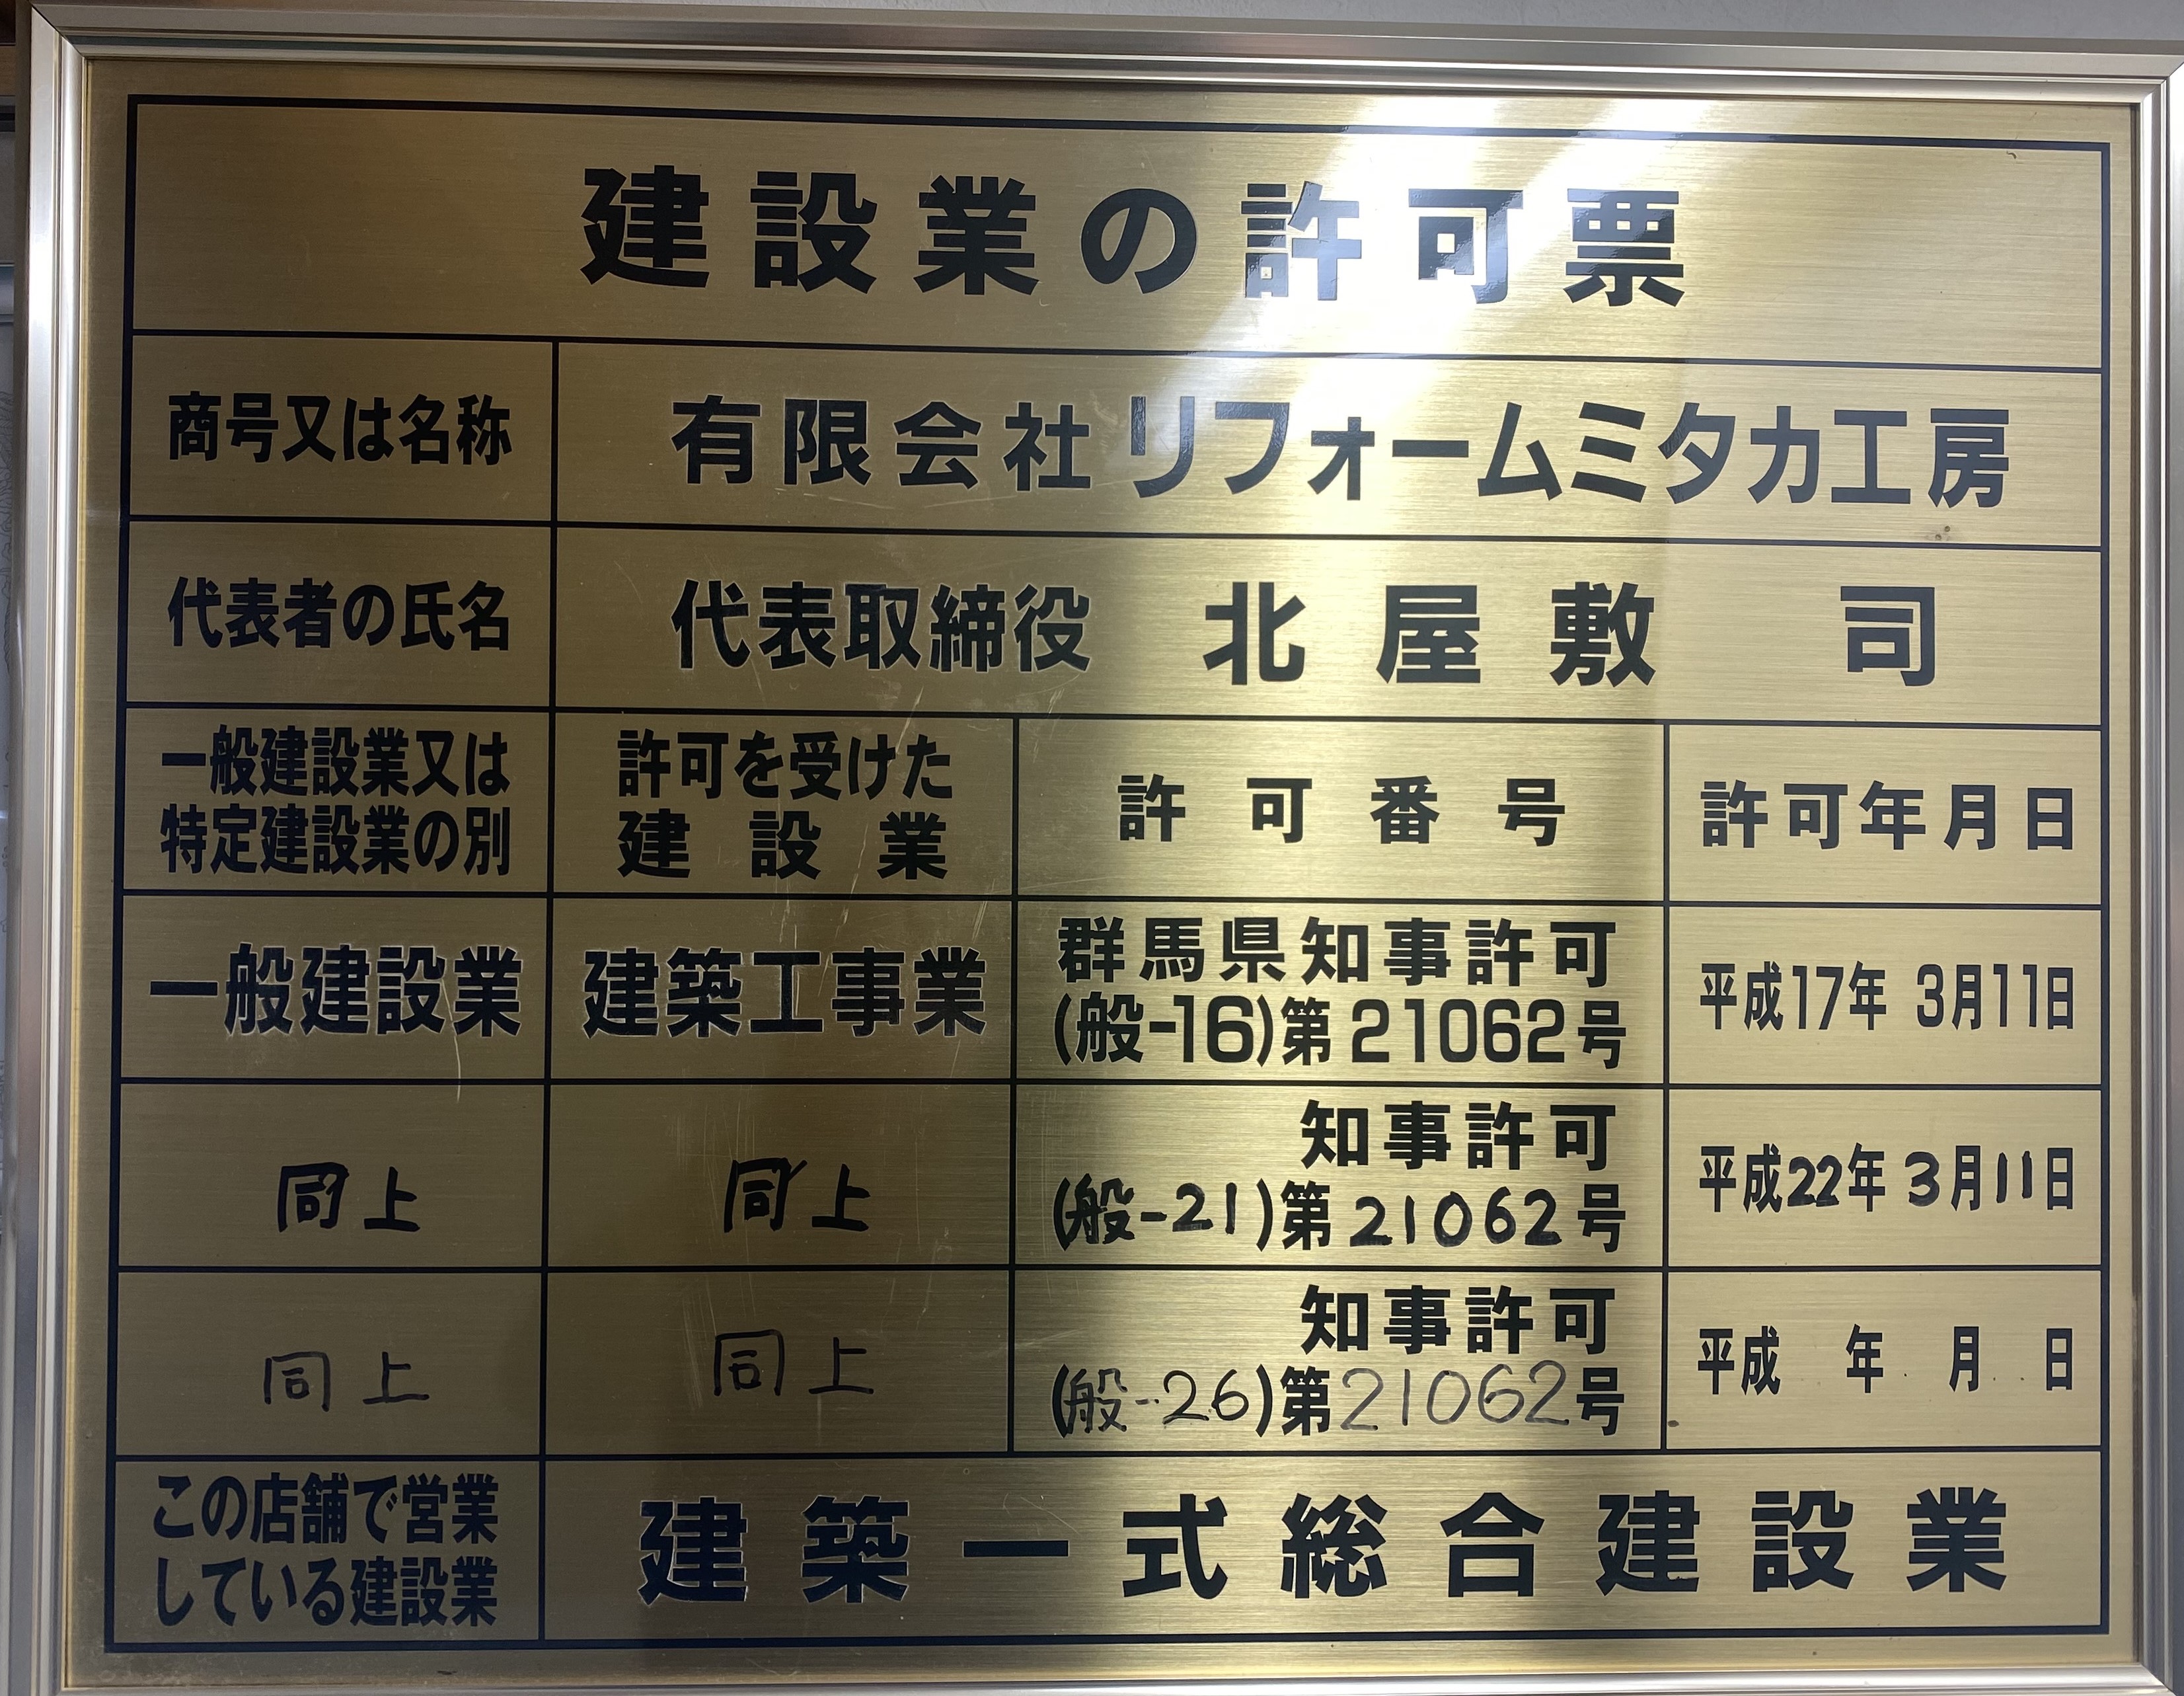 建設業の許可票
商号又は名称 有限会社リフォームミタカ工房
代表者の氏名 代表取締役 北屋敷 司
一般建設業又は
特定建設業の別
許可を受けた
建設業
許可番号
許可年月日
一般建設業
建築工事業
群馬県知事許可
(般-16)第21062号
平成17年 3月11日
同上
同上
知事許可
(般-21)第21062号
平成22年3月11日
同上
同上
知事許可
(般-26)第21062号
平成 年 月 日
この店舗で営業
している建設業
建築一式総合建設業